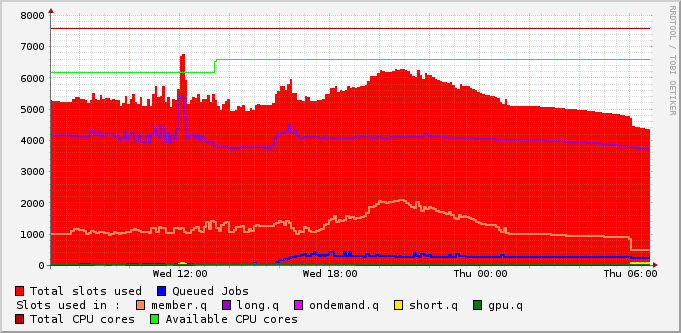 RRDTOOL / TOBI OETIKER
8000
7000
6000
5000
4000
3000
2000
1000
0
Wed 12:00 Wed 18:00 Thu 00:00 Thu 06:00
Total slots used Queued Jobs
Slots used in : member.q long.q ondemand.q short.q gpu.q
Total CPU cores Available CPU cores